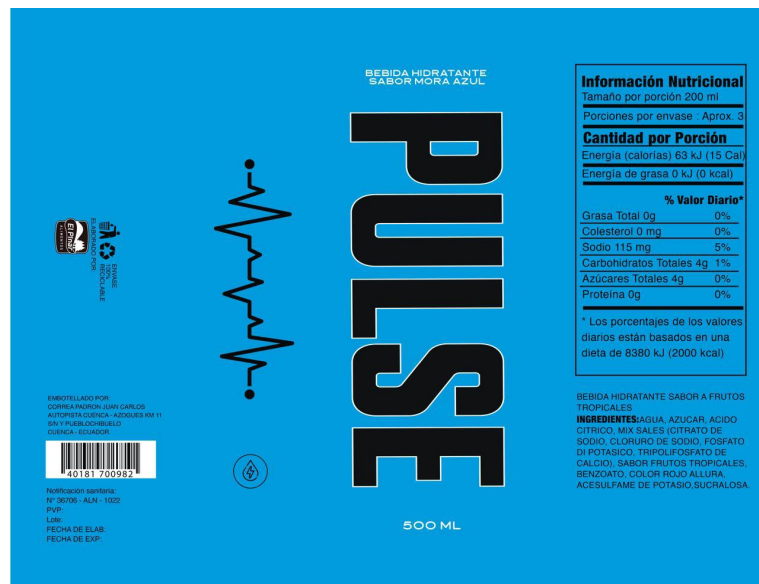 BEBIDA HIDRATANTE
SABOR MORA AZUL
PULSE
500 ML
El Pinar
ALIMENTOS
ELABORADO POR:
ENVASE
100%
RECICLABLE
EMBOTELLADO POR:
CORREA PADRON JUAN CARLOS
AUTOPISTA CUENCA - AZOGUES KM 11
S/N Y PUEBLOCHIBUELO
CUENCA - ECUADOR.
40181 700982
Notificación sanitaria:
N° 36706 - ALN - 1022
PVP:
Lote:
FECHA DE ELAB:
FECHA DE EXP:
Información Nutricional
Tamaño por porción 200 ml
Porciones por envase : Aprox. 3
Cantidad por Porción
Energía (calorías) 63 kJ (15 Cal)
Energía de grasa 0 kJ (0 kcal)
% Valor Diario*
Grasa Total 0g 0%
Colesterol 0 mg 0%
Sodio 115 mg 5%
Carbohidratos Totales 4g 1%
Azúcares Totales 4g 0%
Proteína 0g 0%
* Los porcentajes de los valores
diarios están basados en una
dieta de 8380 kJ (2000 kcal)
BEBIDA HIDRATANTE SABOR A FRUTOS
TROPICALES
INGREDIENTES:AGUA, AZUCAR, ACIDO
CITRICO, MIX SALES (CITRATO DE
SODIO, CLORURO DE SODIO, FOSFATO
DI POTASICO, TRIPOLIFOSFATO DE
CALCIO). SABOR FRUTOS TROPICALES,
BENZOATO, COLOR ROJO ALLURA,
ACESULFAME DE POTASIO,SUCRALOSA.